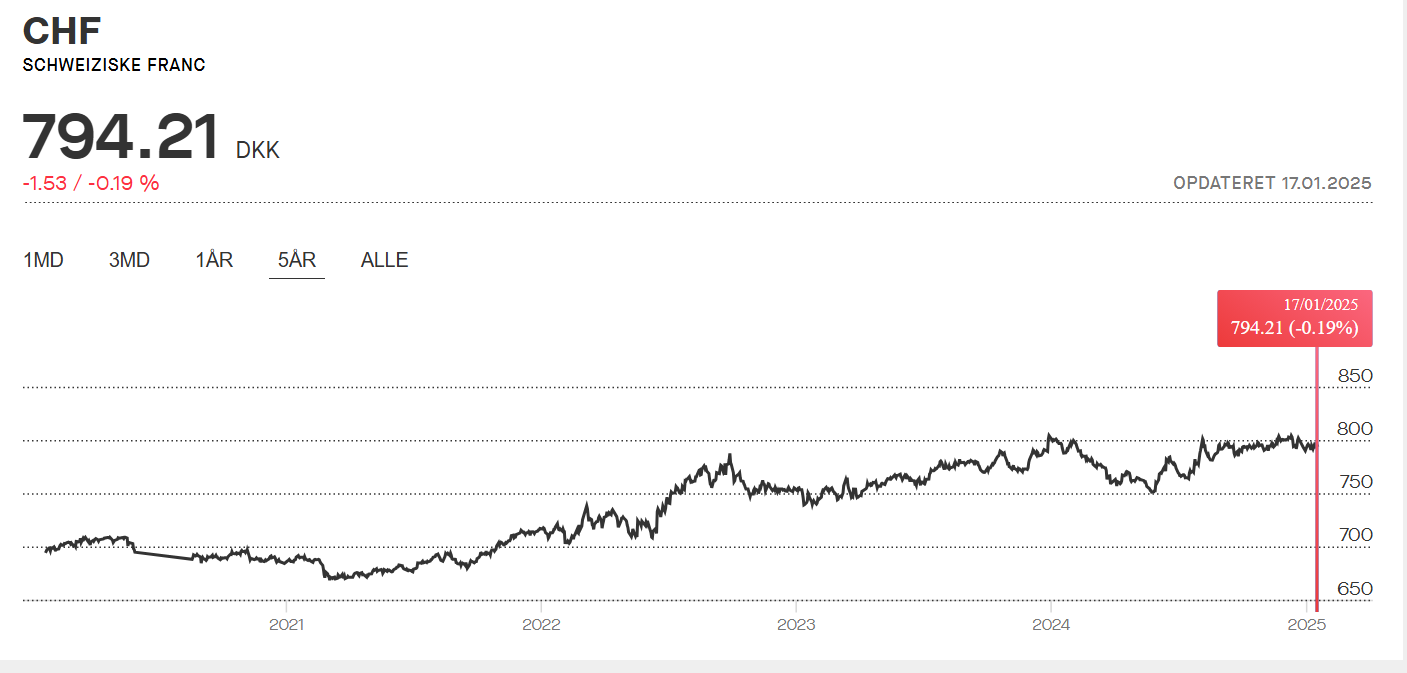 CHF
SCHWEIZISKE FRANC
794.21 DKK
-1.53 / -0.19 %
OPDATERET 17.01.2025
1MD 3MD 1ÅR 5ÅR ALLE
17/01/2025
794.21 (-0.19%)
850
800
750
700
650
2021 2022 2023 2024 2025